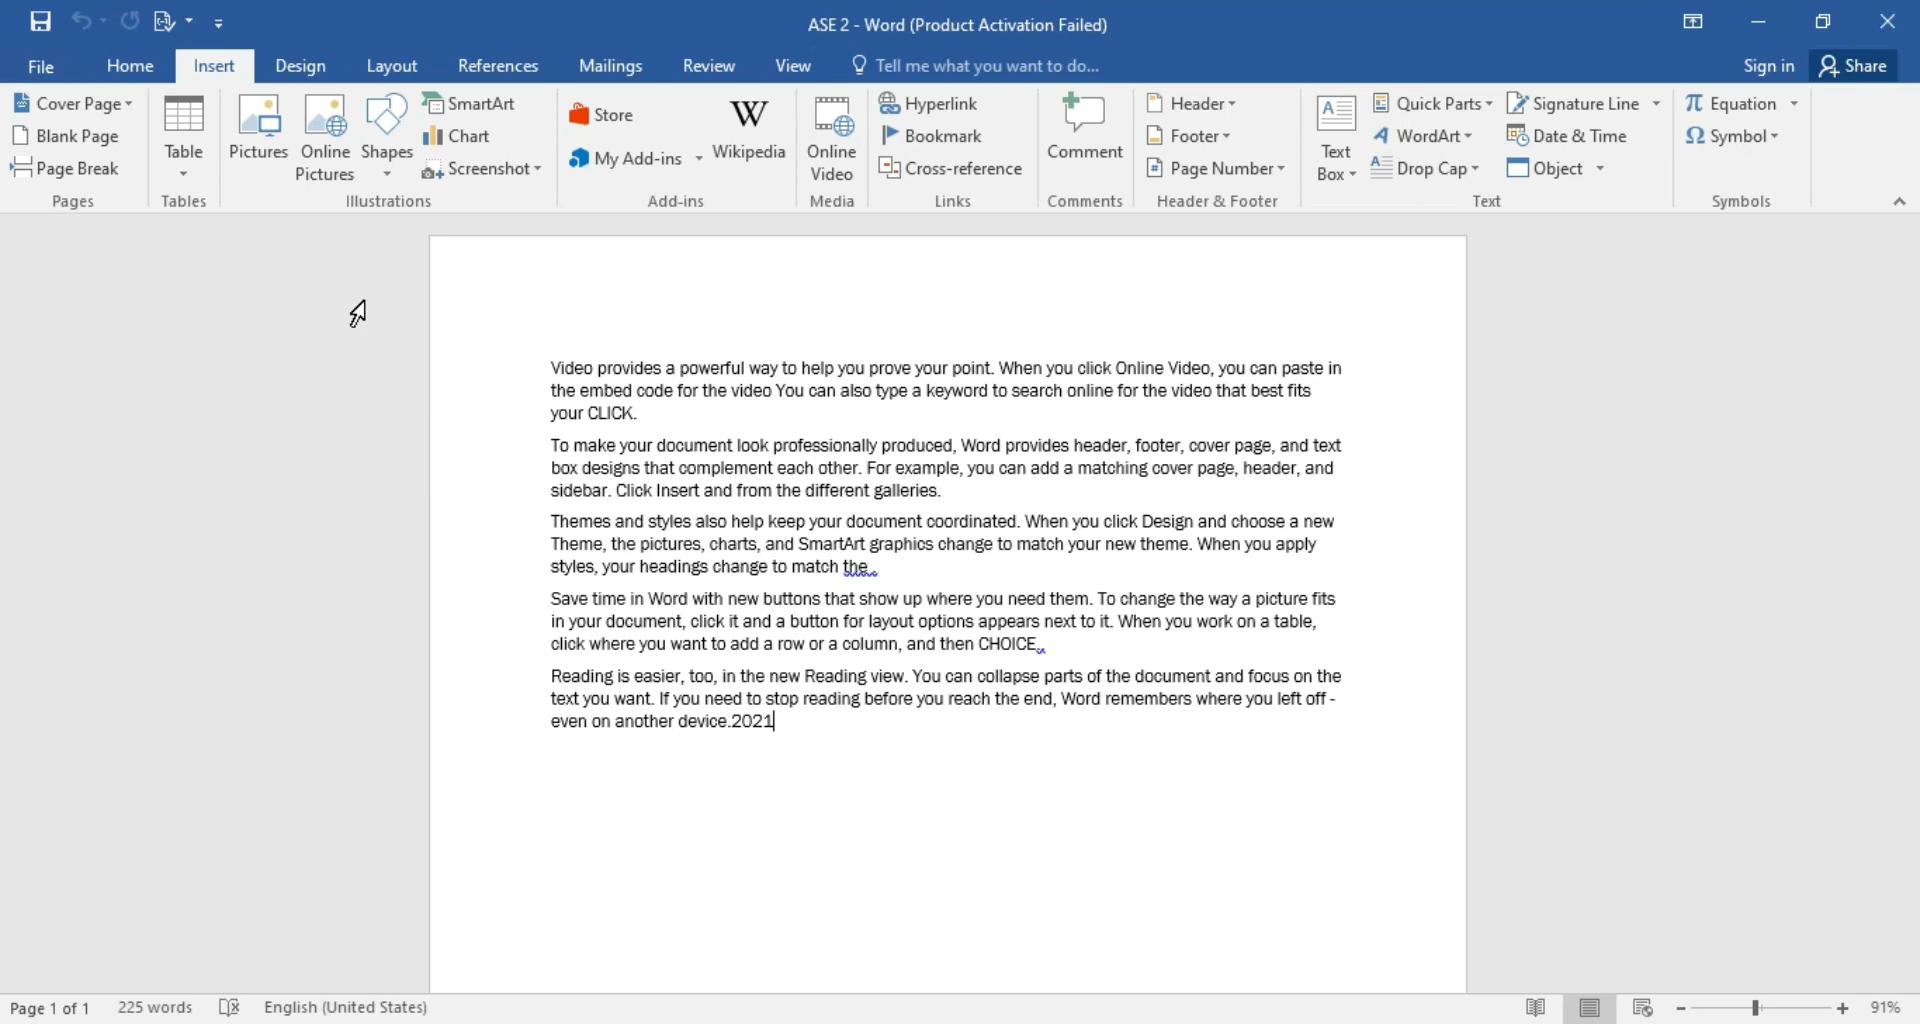 ASE 2 - Word (Product Activation Failed)
File Home Insert Design Layout References Mailings Review View Tell me what you want to do... Sign in Share
Cover Page
Blank Page
Page Break
Pages
Table
Tables
Pictures
Online Pictures
Shapes
SmartArt
Chart
Screenshot
Illustrations
Store
My Add-ins
W
Wikipedia
Add-ins
Online Video
Media
Hyperlink
Bookmark
Cross-reference
Links
Comment
Comments
Header
Footer
Page Number
Header & Footer
Text Box
Quick Parts
WordArt
Drop Cap
Signature Line
Date & Time
Object
Text
π Equation
Ω Symbol
Symbols
Video provides a powerful way to help you prove your point. When you click Online Video, you can paste in
the embed code for the video You can also type a keyword to search online for the video that best fits
your CLICK.
To make your document look professionally produced, Word provides header, footer, cover page, and text
box designs that complement each other. For example, you can add a matching cover page, header, and
sidebar. Click Insert and from the different galleries.
Themes and styles also help keep your document coordinated. When you click Design and choose a new
Theme, the pictures, charts, and SmartArt graphics change to match your new theme. When you apply
styles, your headings change to match the .
Save time in Word with new buttons that show up where you need them. To change the way a picture fits
in your document, click it and a button for layout options appears next to it. When you work on a table,
click where you want to add a row or a column, and then CHOICE..
Reading is easier, too, in the new Reading view. You can collapse parts of the document and focus on the
text you want. If you need to stop reading before you reach the end, Word remembers where you left off -
even on another device.2021
Page 1 of 1 225 words English (United States) 91%